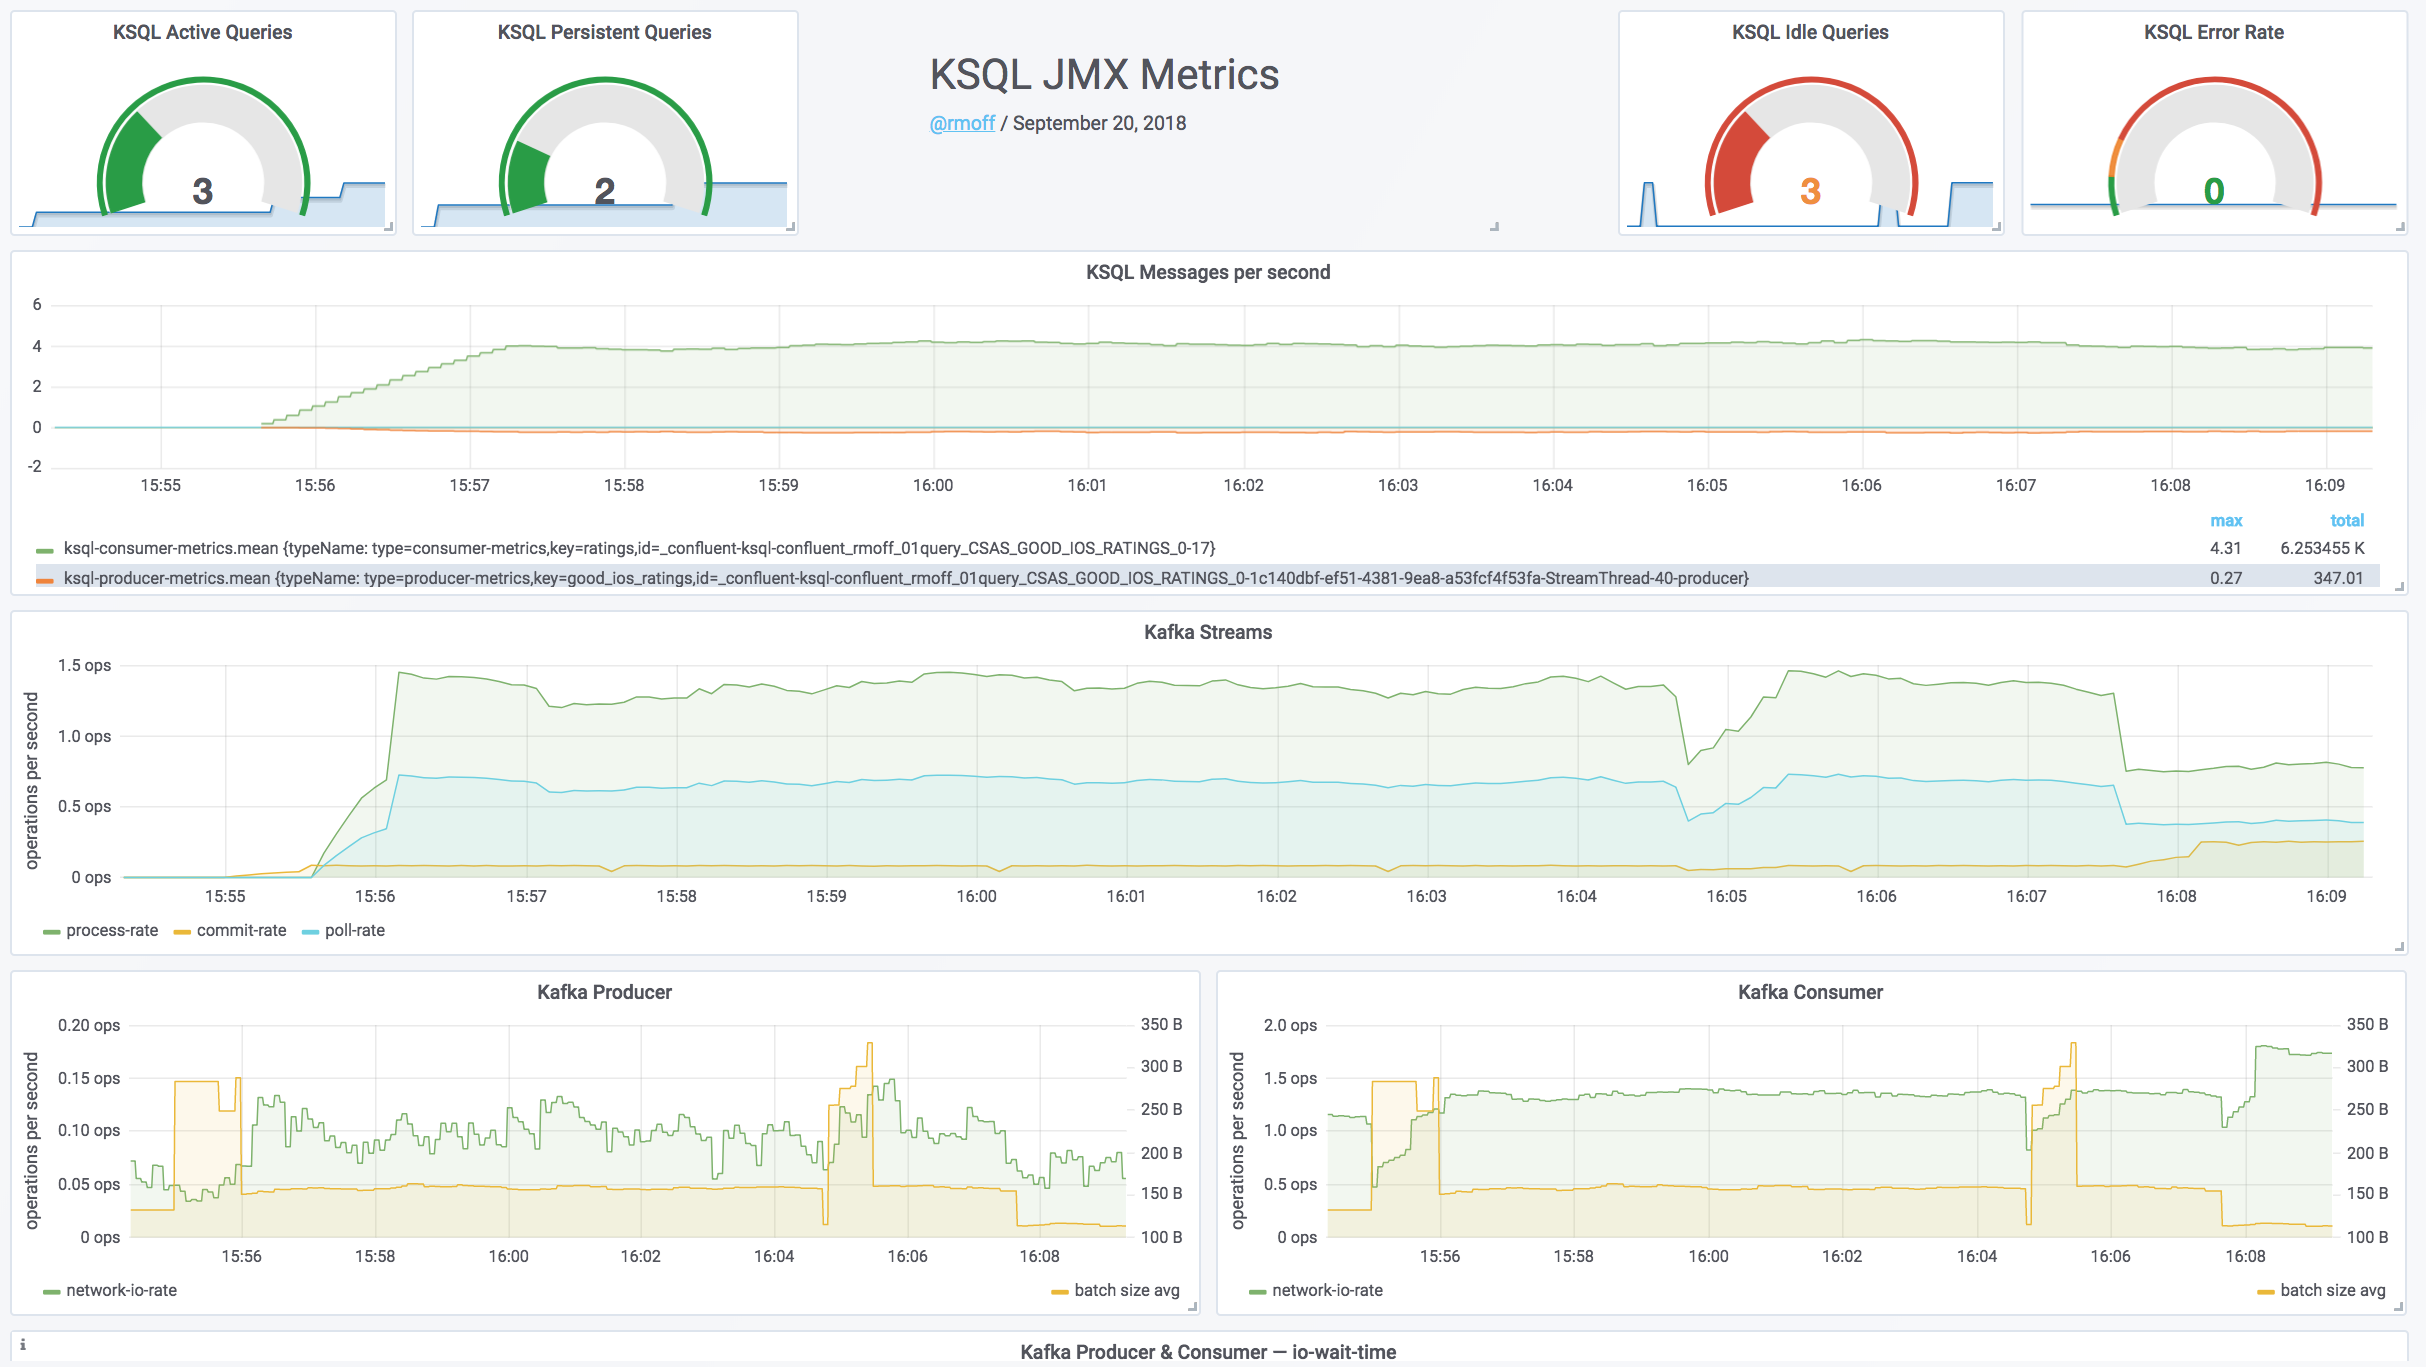 KSQL Active Queries
3
KSQL Persistent Queries
2
KSQL JMX Metrics
@rmoff / September 20, 2018
KSQL Idle Queries
3
KSQL Error Rate
0
KSQL Messages per second
6
4
2
0
-2
15:55 15:56 15:57 15:58 15:59 16:00 16:01 16:02 16:03 16:04 16:05 16:06 16:07 16:08 16:09
max total
ksql-consumer-metrics.mean {typeName: type=consumer-metrics,key=ratings,id=_confluent-ksql-confluent_rmoff_01query_CSAS_GOOD_IOS_RATINGS_0-17} 4.31 6.253455 K
ksql-producer-metrics.mean {typeName: type=producer-metrics,key=good_ios_ratings,id=_confluent-ksql-confluent_rmoff_01query_CSAS_GOOD_IOS_RATINGS_0-1c140dbf-ef51-4381-9ea8-a53fcf4f53fa-StreamThread-40-producer} 0.27 347.01
Kafka Streams
operations per second
1.5 ops
1.0 ops
0.5 ops
0 ops
15:55 15:56 15:57 15:58 15:59 16:00 16:01 16:02 16:03 16:04 16:05 16:06 16:07 16:08 16:09
process-rate commit-rate poll-rate
Kafka Producer
operations per second
0.20 ops
0.15 ops
0.10 ops
0.05 ops
0 ops
350 B
300 B
250 B
200 B
150 B
100 B
15:56 15:58 16:00 16:02 16:04 16:06 16:08
network-io-rate batch size avg
Kafka Consumer
operations per second
2.0 ops
1.5 ops
1.0 ops
0.5 ops
0 ops
350 B
300 B
250 B
200 B
150 B
100 B
15:56 15:58 16:00 16:02 16:04 16:06 16:08
network-io-rate batch size avg
i
Kafka Producer & Consumer — io-wait-time